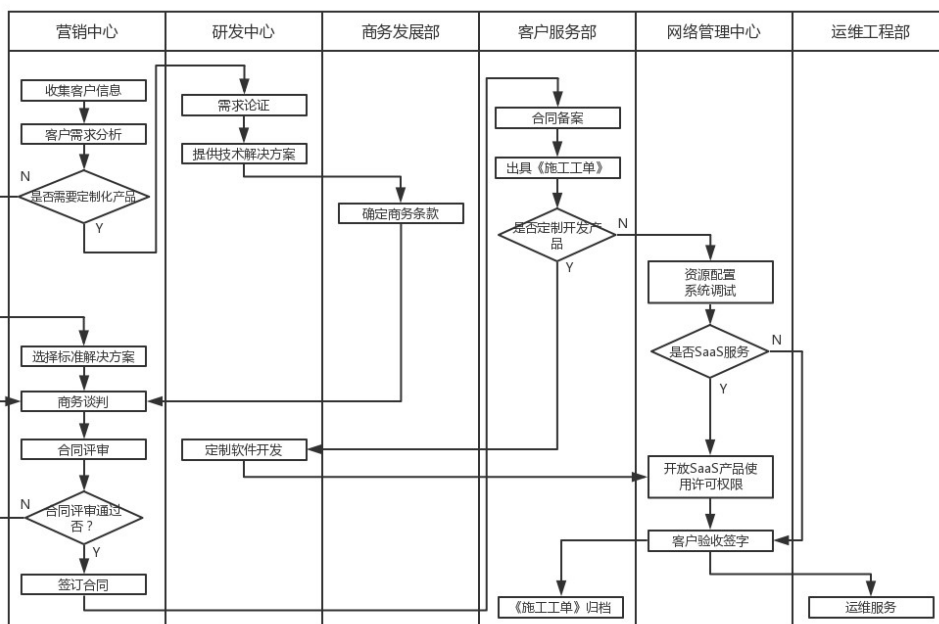 营销中心
研发中心
商务发展部
客户服务部
网络管理中心
运维工程部
收集客户信息
客户需求分析
N
是否需要定制化产品
Y
选择标准解决方案
商务谈判
合同评审
N
合同评审通过
否？
Y
签订合同
需求论证
提供技术解决方案
定制软件开发
确定商务条款
合同备案
出具《施工工单》
是否定制开发产
品
N
Y
《施工工单》归档
资源配置
系统调试
是否SaaS服务
N
Y
开放SaaS产品使
用许可权限
客户验收签字
运维服务